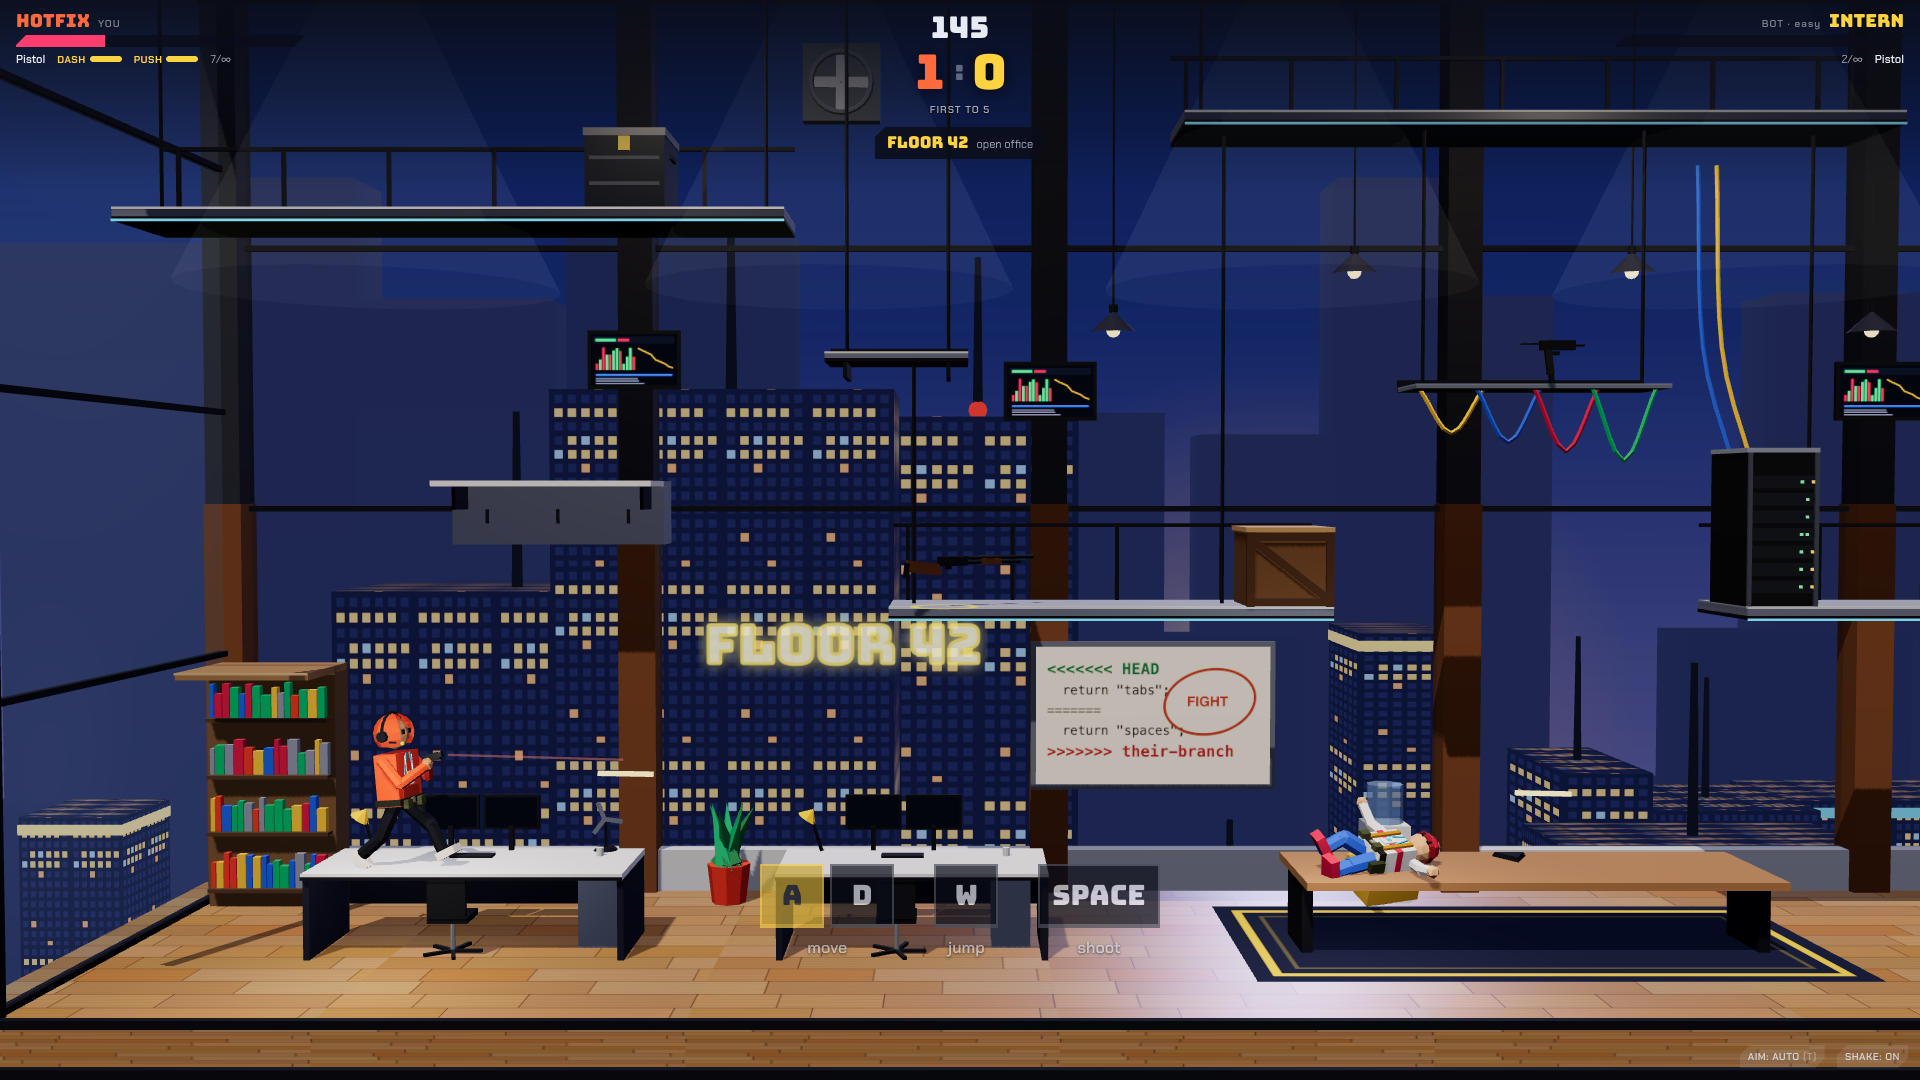 HOTFIX YOU
Pistol DASH PUSH 7/∞
145
1:0
FIRST TO 5
FLOOR 42 open office
BOT · easy INTERN
2/∞ Pistol
FLOOR 42
<<<<<<< HEAD
return "tabs";
=======
return "spaces";
>>>>>>> their-branch
FIGHT
A D W SPACE
move jump shoot
AIM: AUTO (T) SHAKE: ON